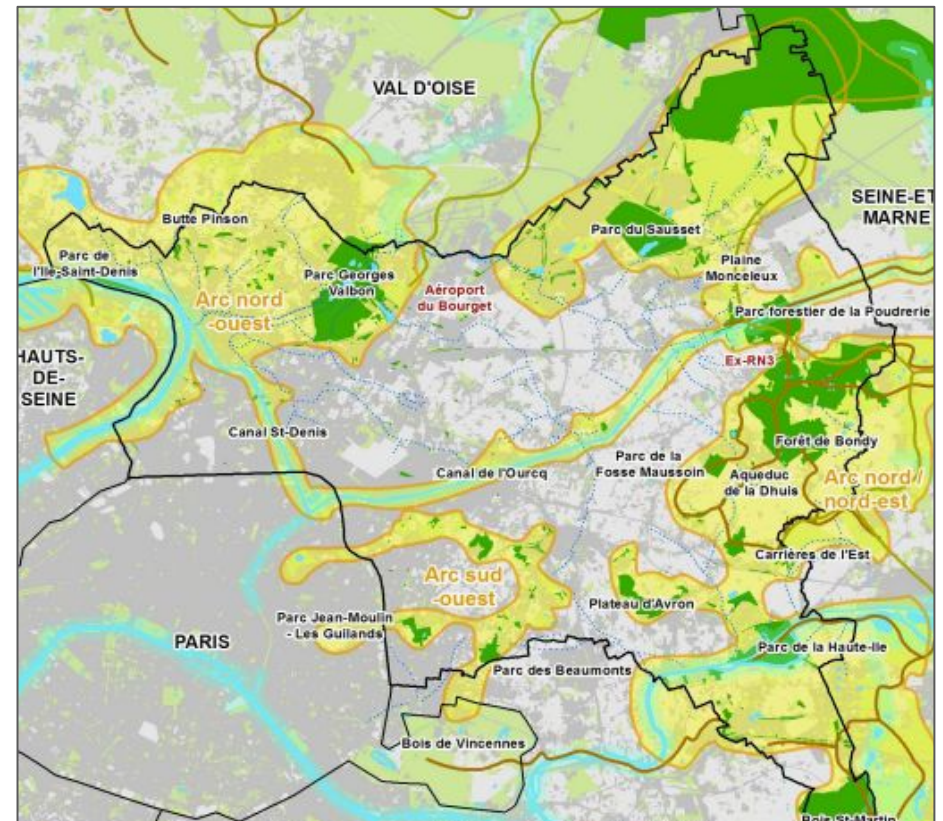 VAL D'OISE
SEINE-ET
MARNE
Butte Pinson
Parc du Sausset
Parc de
l'Ile-Saint-Denis
Plaine
Monceleux
Parc Georges
Valbon
Aéroport
du Bourget
Arc nord
-ouest
Parc forestier de la Poudrerie
HAUTS-
DE-
SEINE
Ex-RN3
Canal St-Denis
Forêt de Bondy
Canal de l'Ourcq
Parc de la
Fosse Maussoin
Aqueduc
de la Dhuis
Arc nord /
nord-est
Carrières de l'Est
Arc sud
-ouest
Plateau d'Avron
Parc Jean-Moulin
- Les Guilands
PARIS
Parc de la Haute-Ile
Parc des Beaumonts
Bois de Vincennes
Bois St-Martin